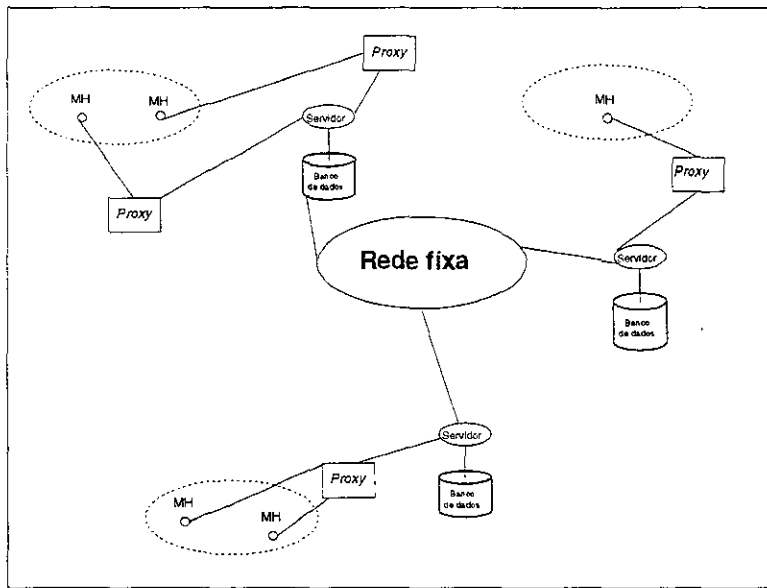 Proxy
MH
MH
Servidor
Banco
de dados
Proxy
MH
Proxy
Rede fixa
Servidor
Banco
de dados
Servidor
Proxy
Banco
de dados
MH
MH